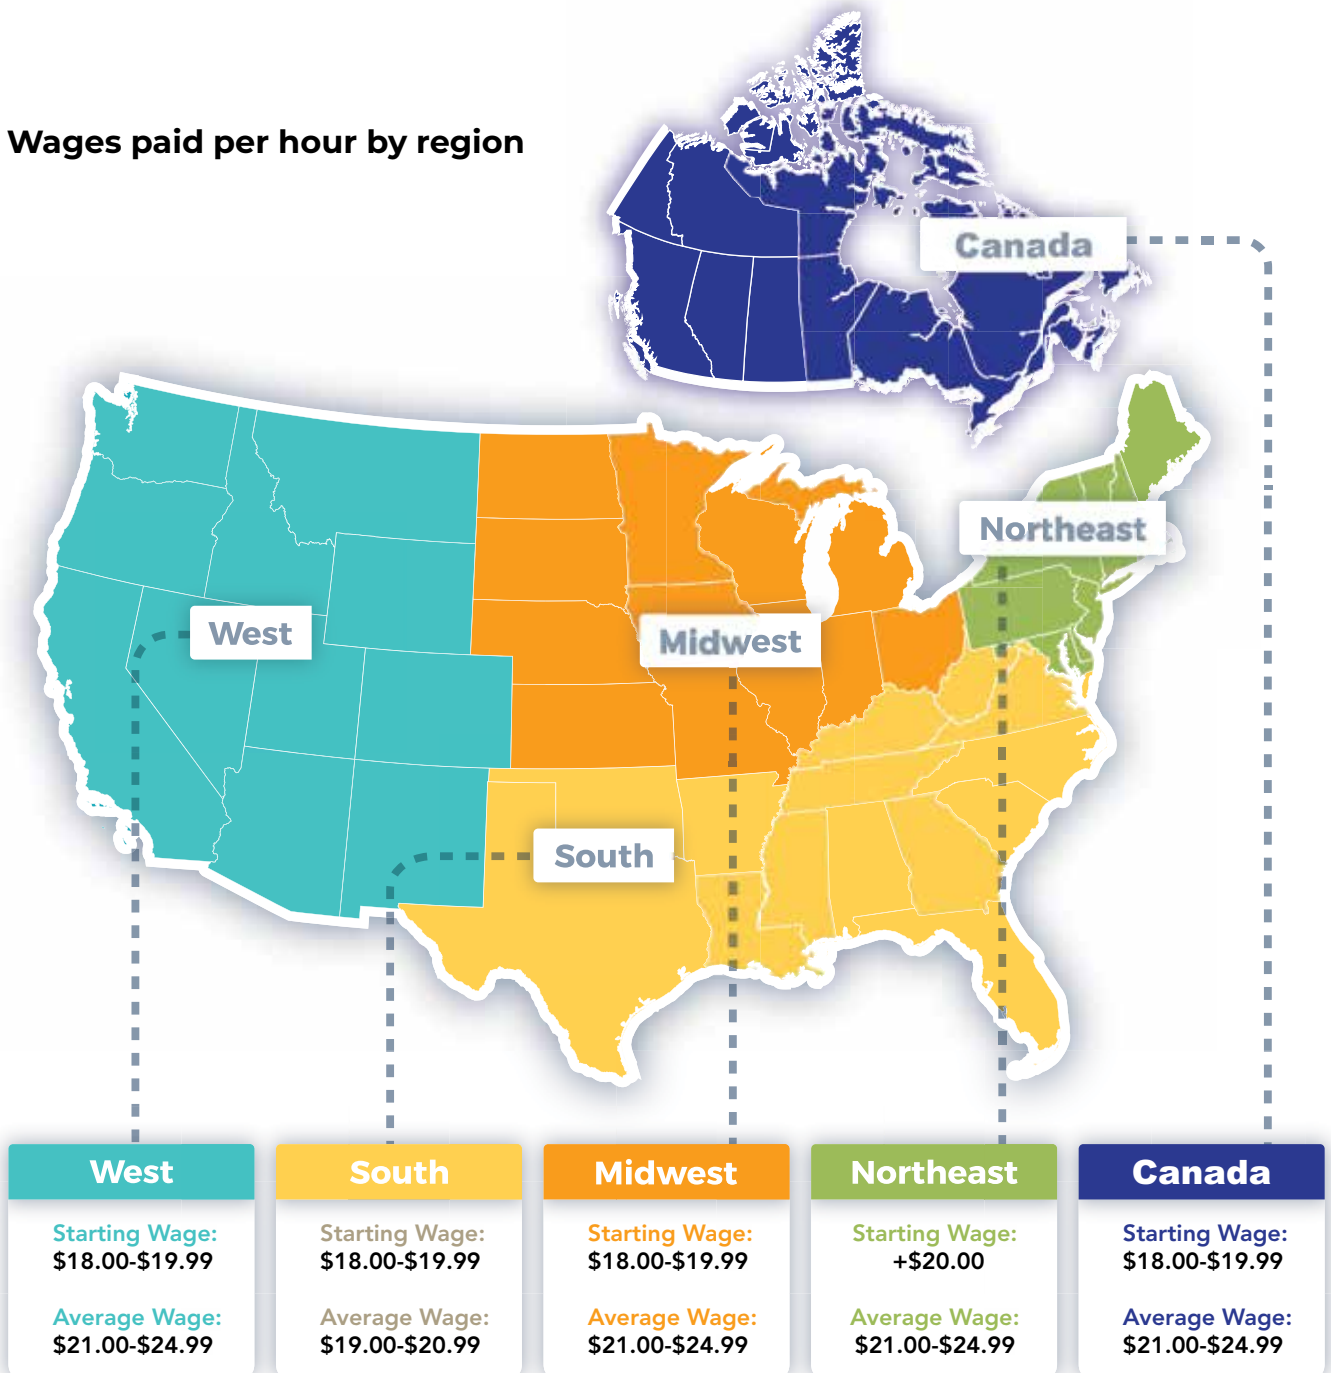 Wages paid per hour by region
Canada
Northeast
West
Midwest
South
West
Starting Wage:
$18.00-$19.99
Average Wage:
$21.00-$24.99
South
Starting Wage:
$18.00-$19.99
Average Wage:
$19.00-$20.99
Midwest
Starting Wage:
$18.00-$19.99
Average Wage:
$21.00-$24.99
Northeast
Starting Wage:
+$20.00
Average Wage:
$21.00-$24.99
Canada
Starting Wage:
$18.00-$19.99
Average Wage:
$21.00-$24.99